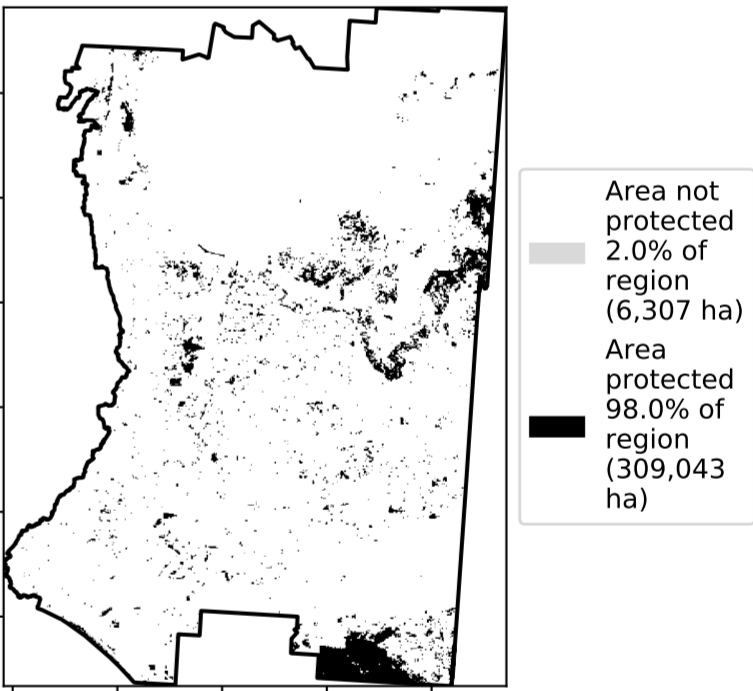 Area not
protected
2.0% of
region
(6,307 ha)
Area
protected
98.0% of
region
(309,043
ha)